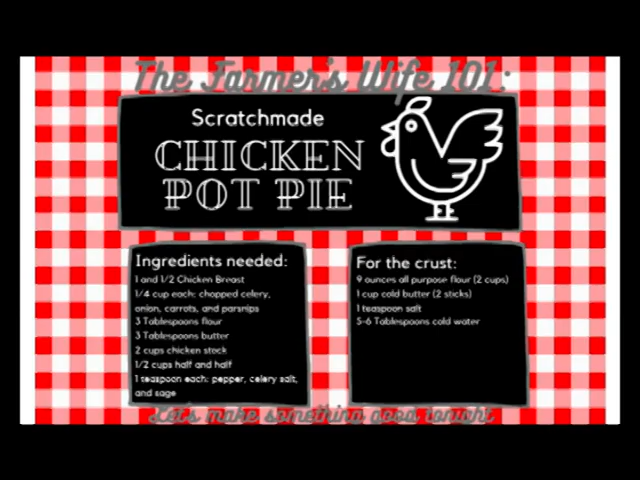 The Farmer's Wife 101:
Scratchmade
CHICKEN
POT PIE
Ingredients needed:
1 and 1/2 Chicken Breast
1/4 cup each: chopped celery,
onion, carrots, and parsnips
3 Tablespoons flour
3 Tablespoons butter
2 cups chicken stock
1/2 cups half and half
1 teaspoon each: pepper, celery salt,
and sage
For the crust:
9 ounces all purpose flour (2 cups)
1 cup cold butter (2 sticks)
1 teaspoon salt
5-6 Tablespoons cold water
Let's make something good tonight